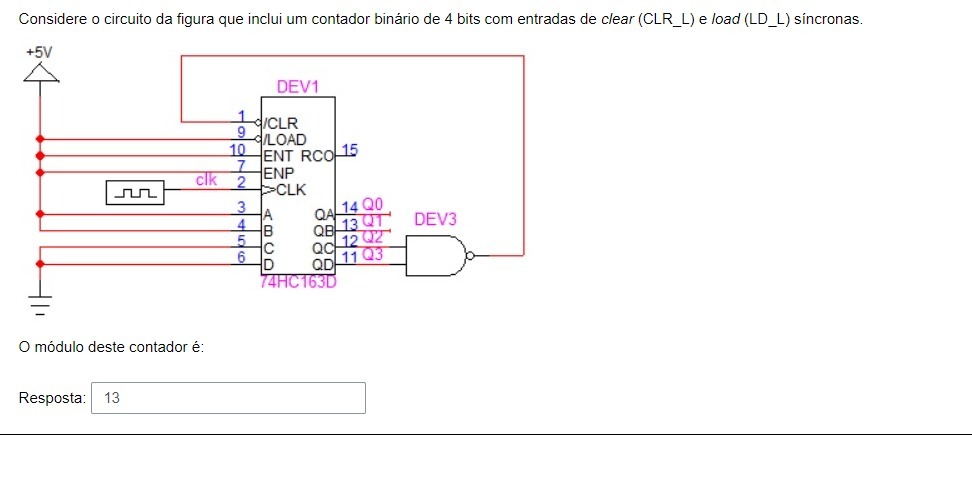 Considere o circuito da figura que inclui um contador binário de 4 bits com entradas de clear (CLR_L) e load (LD_L) síncronas.
+5V
DEV1
1 /CLR
9 /LOAD
10 ENT RCO 15
7 ENP
clk 2 CLK
3 A QA 14 Q0
4 B QB 13 Q1 DEV3
5 C QC 12 Q2
6 D QD 11 Q3
74HC163D
O módulo deste contador é:
Resposta: 13